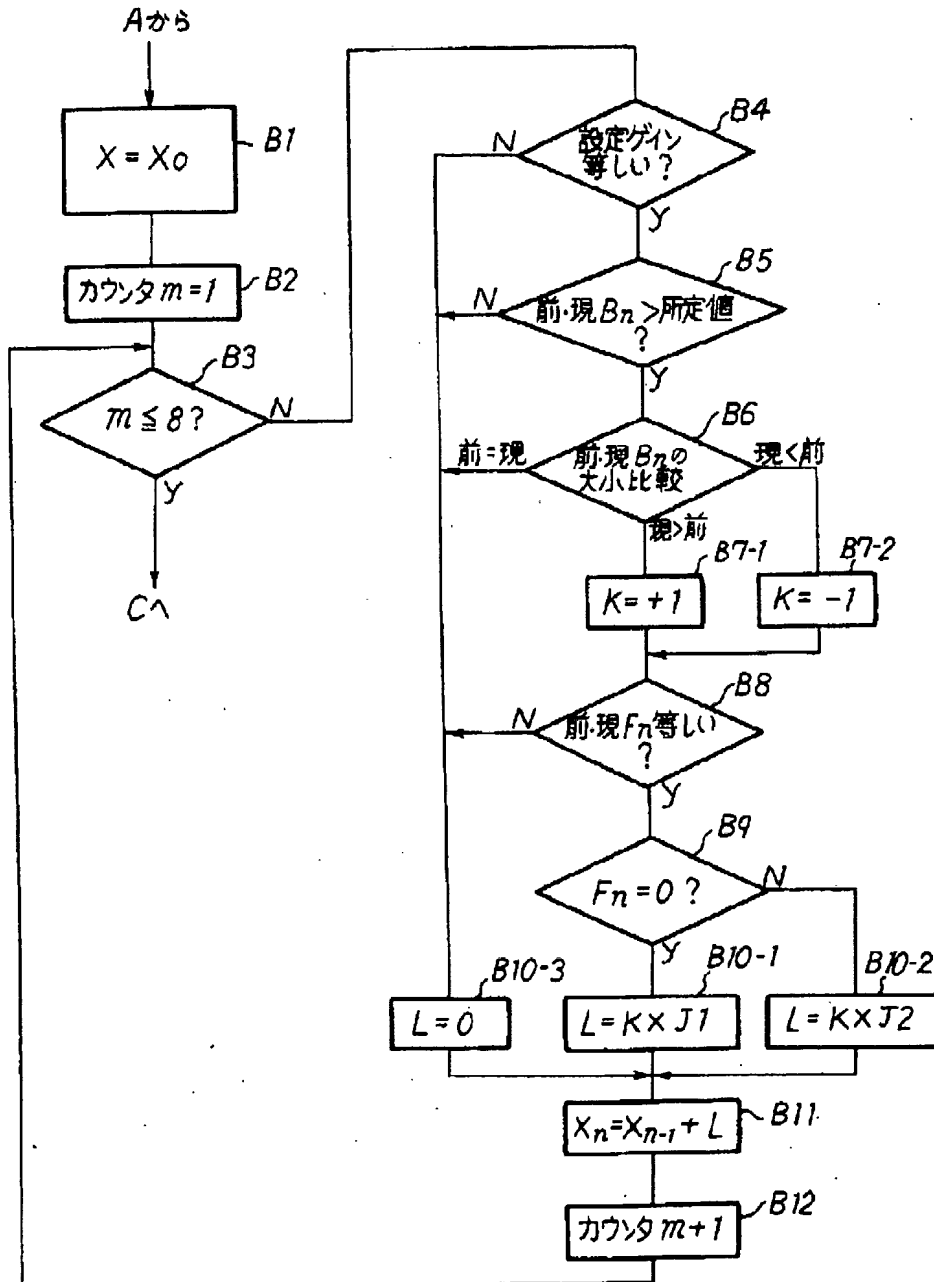 Aから
X = X0
B1
カウンタ m = 1
B2
B3
m ≦ 8 ?
N
Y
Cへ
B4
設定ゲイン
等しい?
N
Y
B5
前・現 Bn > 所定値
?
N
Y
B6
前・現 Bn の
大小比較
前=現
現<前
現>前
B7-1
K = +1
B7-2
K = -1
B8
前・現 Fn 等しい
?
N
Y
B9
Fn = 0 ?
N
Y
B10-3
L = 0
B10-1
L = K × J1
B10-2
L = K × J2
Xn = Xn-1 + L
B11
B12
カウンタ m + 1